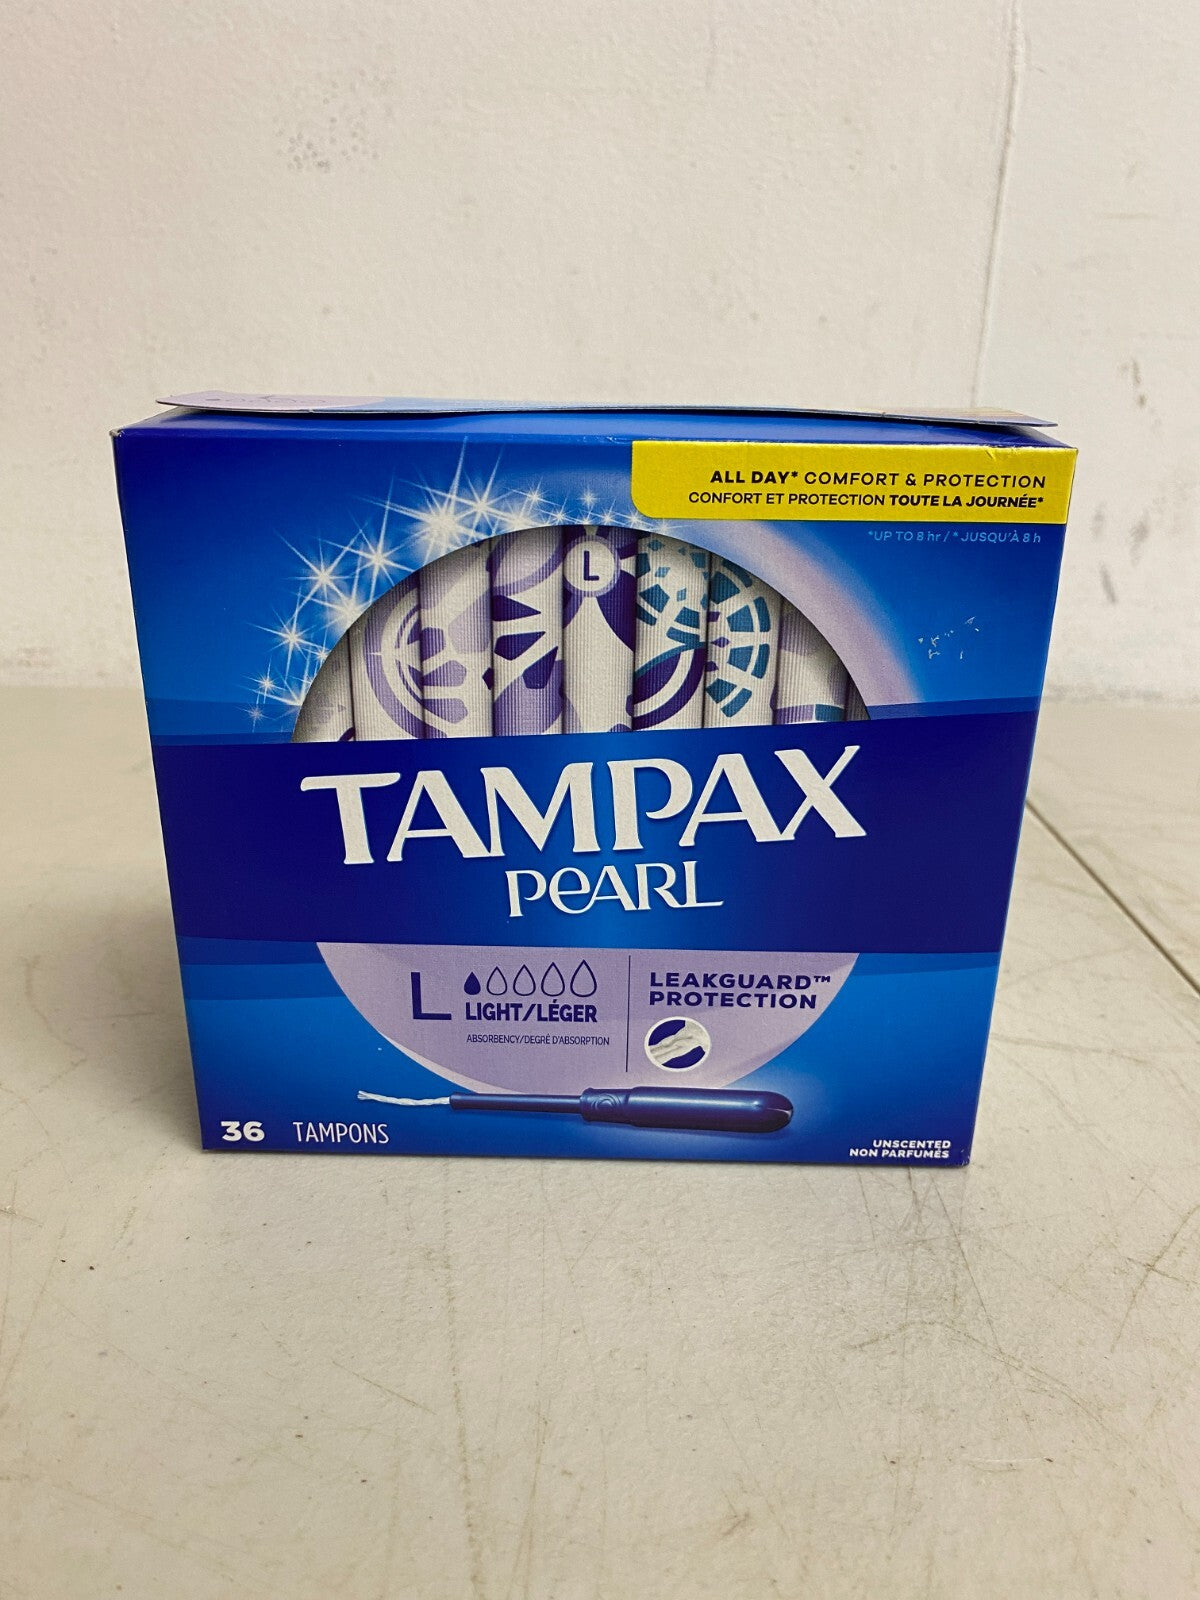 ALL DAY* COMFORT & PROTECTION
CONFORT ET PROTECTION TOUTE LA JOURNÉE*
*UP TO 8 hr / * JUSQU'À 8 h
L
TAMPAX
PEARL
L
LIGHT/LÉGER
ABSORBENCY/DEGRÉ D'ABSORPTION
LEAKGUARD™
PROTECTION
36 TAMPONS
UNSCENTED
NON PARFUMÉS